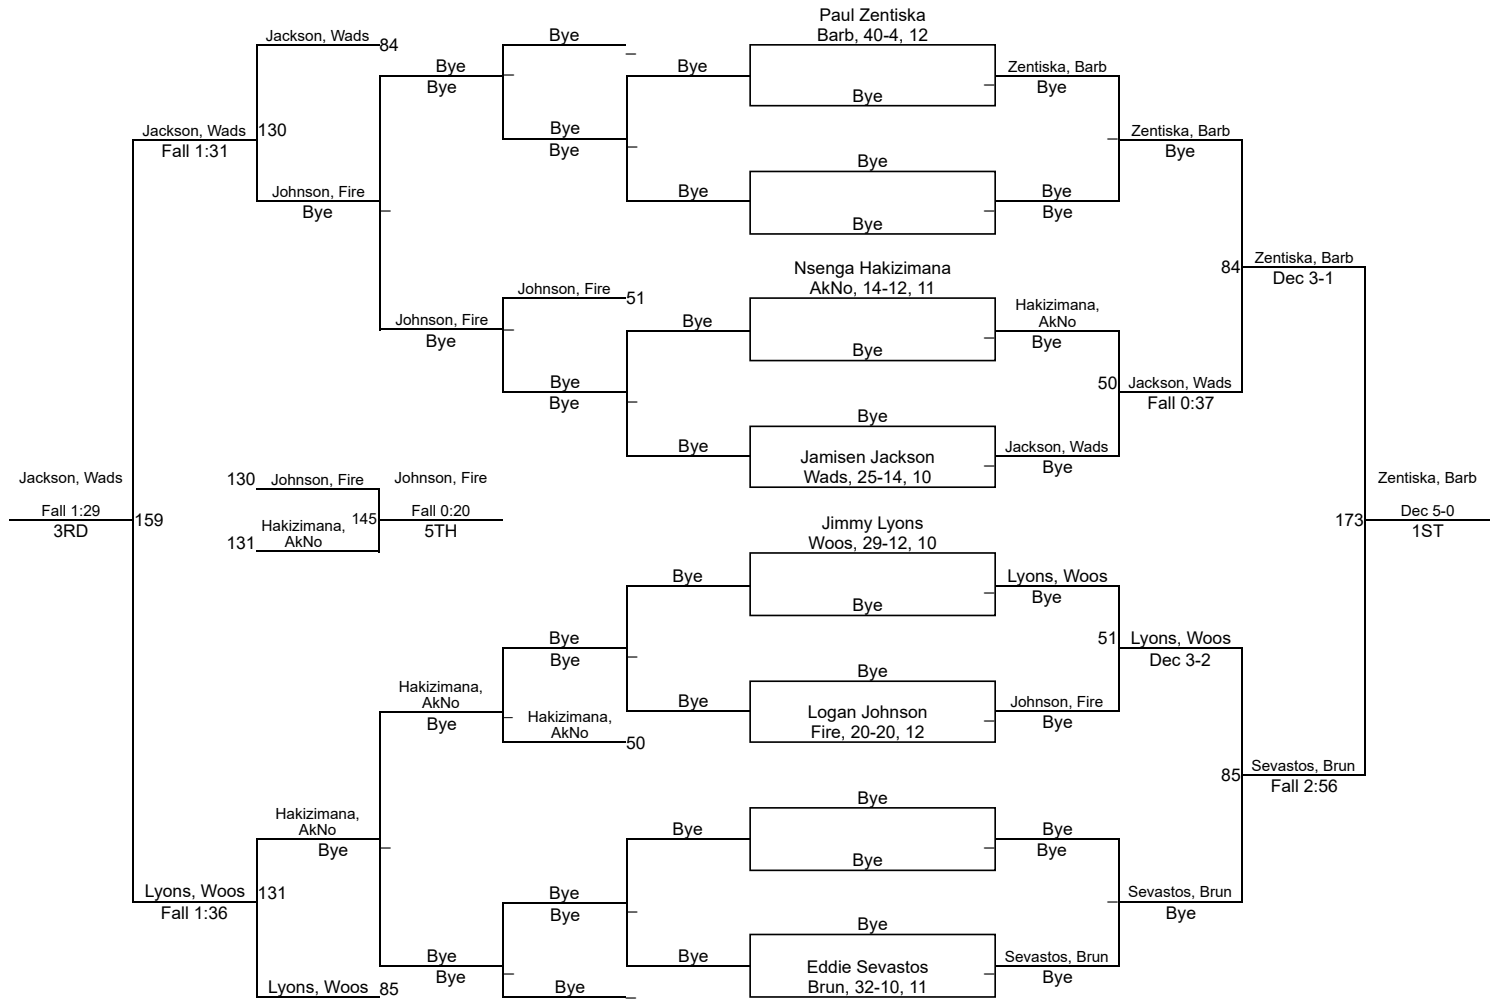 Paul Zentiska
Barb, 40-4, 12
Jackson, Wads
84
Bye
Bye
Bye
Bye
Zentiska, Barb
Bye
Bye
Bye
Jackson, Wads
130
Fall 1:31
Bye
Bye
Zentiska, Barb
Bye
Bye
Johnson, Fire
Bye
Bye
Bye
Bye
Bye
Nsenga Hakizimana
AkNo, 14-12, 11
84
Zentiska, Barb
Dec 3-1
Johnson, Fire
51
Johnson, Fire
Bye
Bye
Bye
Hakizimana,
AkNo
Bye
Bye
Bye
50
Jackson, Wads
Fall 0:37
Bye
Bye
Jamisen Jackson
Wads, 25-14, 10
Jackson, Wads
Bye
Jackson, Wads
Fall 1:29
3RD
159
130
Johnson, Fire
131
Hakizimana,
AkNo
145
Johnson, Fire
Fall 0:20
5TH
Zentiska, Barb
173
Dec 5-0
1ST
Jimmy Lyons
Woos, 29-12, 10
Bye
Bye
Lyons, Woos
Bye
Bye
Bye
51
Lyons, Woos
Dec 3-2
Bye
Hakizimana,
AkNo
Bye
Hakizimana,
AkNo
50
Bye
Logan Johnson
Fire, 20-20, 12
Johnson, Fire
Bye
85
Sevastos, Brun
Fall 2:56
Bye
Hakizimana,
AkNo
Bye
Bye
Bye
Bye
Bye
Lyons, Woos
131
Fall 1:36
Bye
Bye
Sevastos, Brun
Bye
Bye
Bye
Bye
Bye
Eddie Sevastos
Brun, 32-10, 11
Sevastos, Brun
Bye
Lyons, Woos
85
Bye